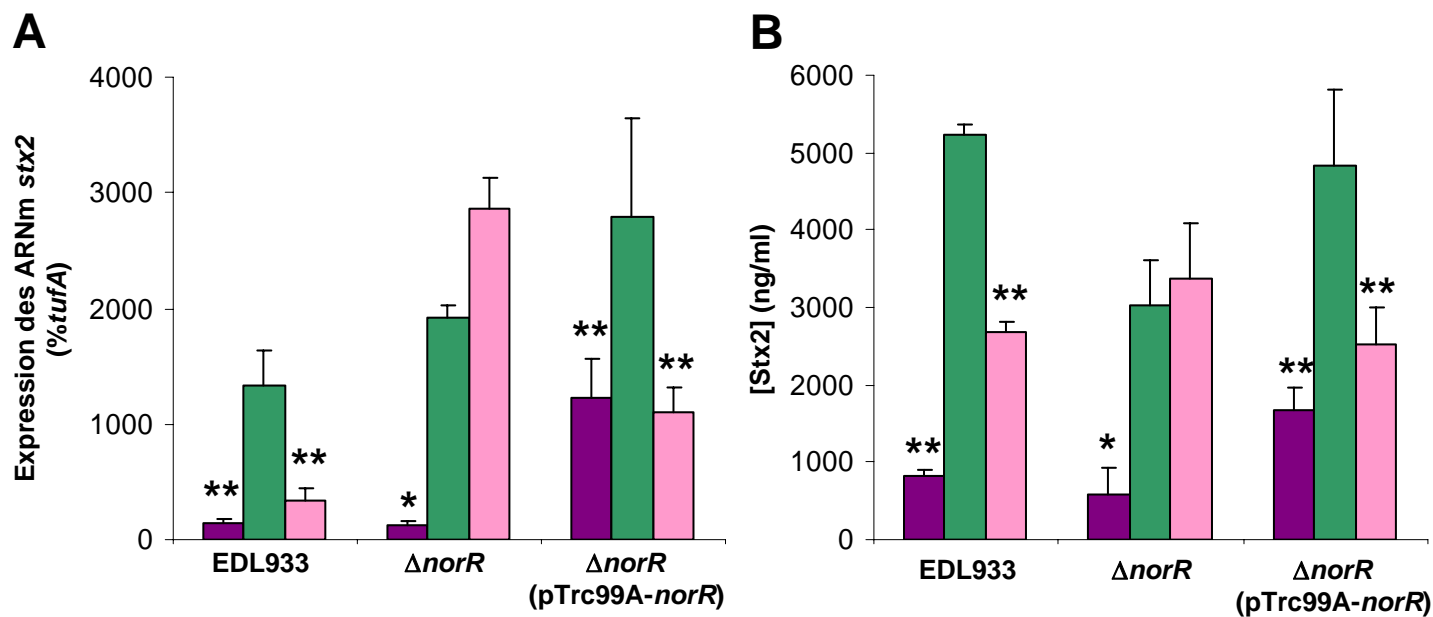 A
Expression des ARNm stx2
(%tufA)
4000
3000
2000
1000
0
**
**
*
**
**
EDL933
ΔnorR
ΔnorR
(pTrc99A-norR)
B
[Stx2] (ng/ml)
6000
5000
4000
3000
2000
1000
0
**
**
*
**
**
EDL933
ΔnorR
ΔnorR
(pTrc99A-norR)